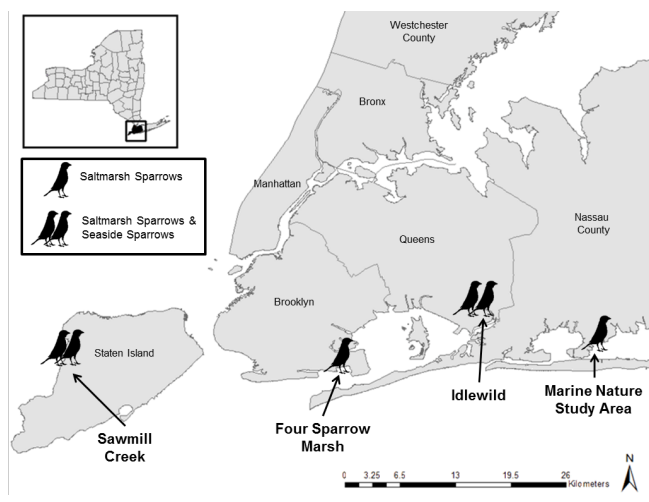 Westchester
County
Bronx
Saltmarsh Sparrows
Manhattan
Saltmarsh Sparrows &
Seaside Sparrows
Nassau
County
Queens
Brooklyn
Staten Island
Idlewild
Marine Nature
Study Area
Four Sparrow
Marsh
Sawmill
Creek
N
0 3.25 6.5 13 19.5 26
Kilometers